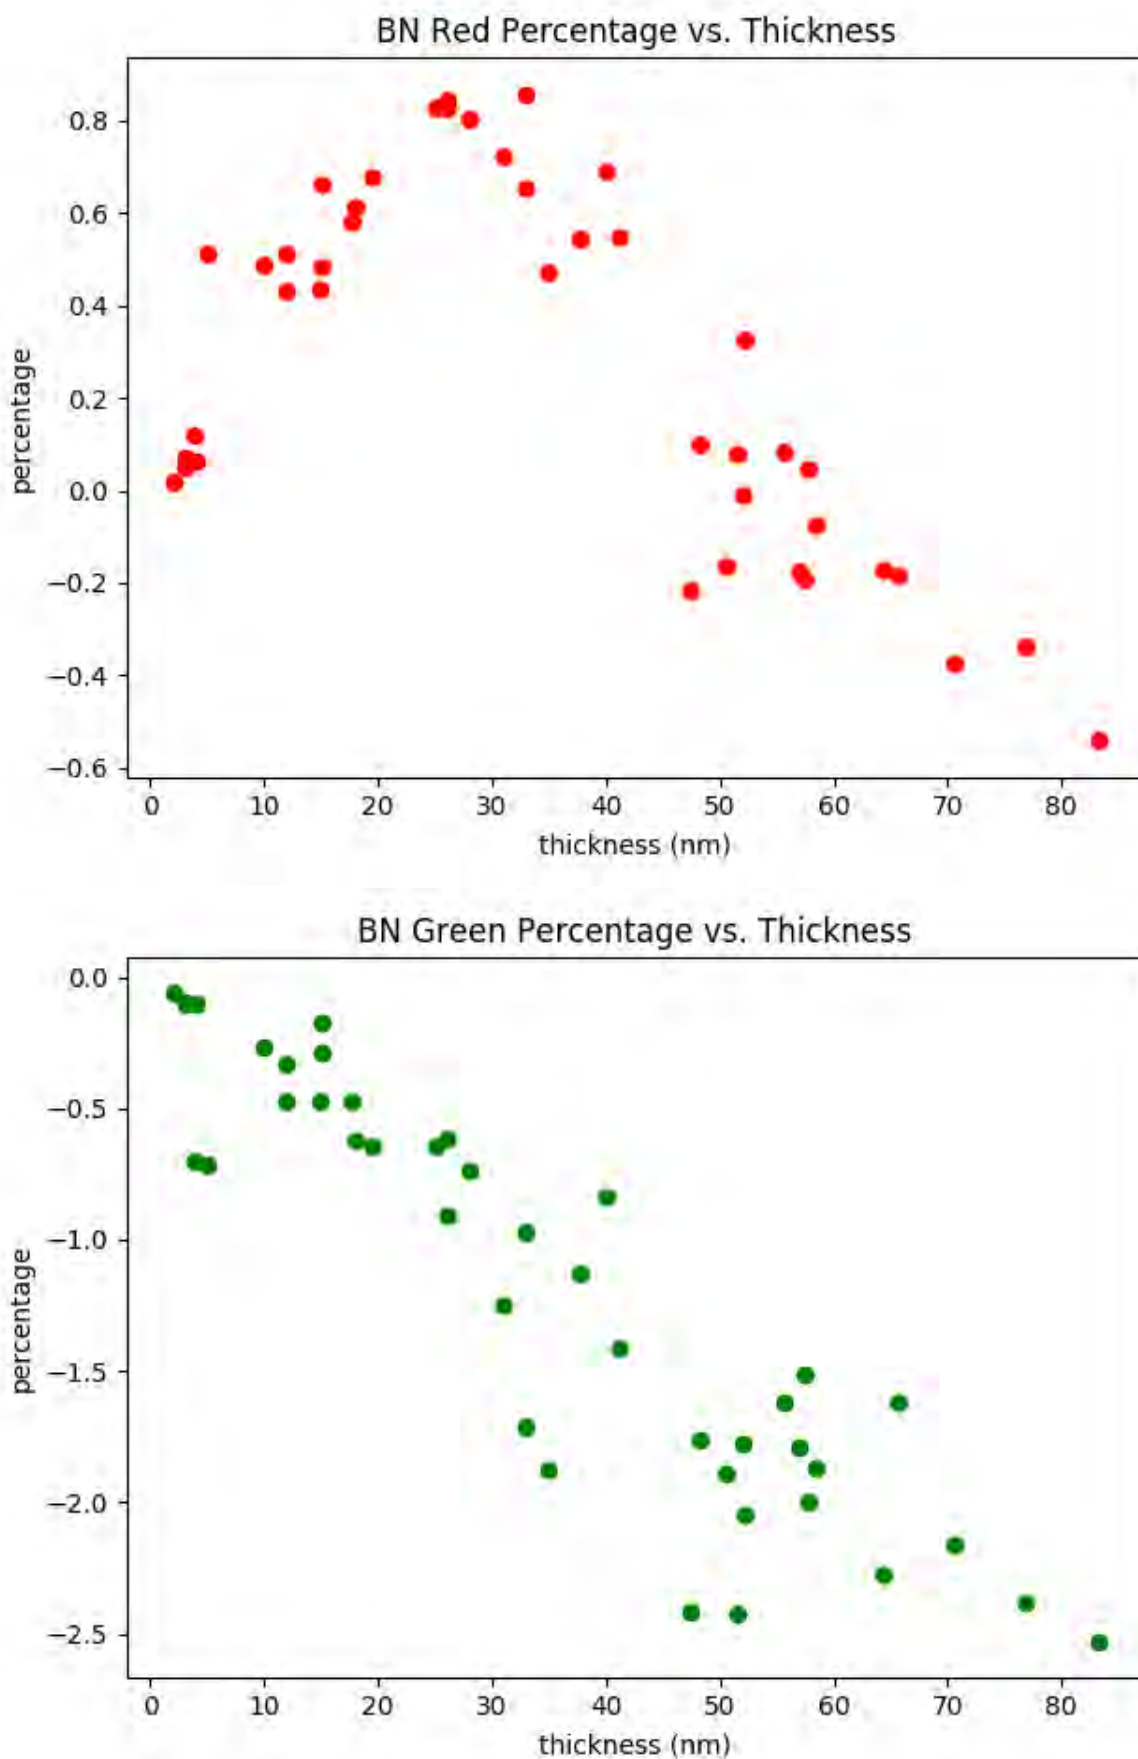 BN Red Percentage vs. Thickness
0.8
0.6
0.4
0.2
0.0
−0.2
−0.4
−0.6
percentage
0 10 20 30 40 50 60 70 80
thickness (nm)
BN Green Percentage vs. Thickness
0.0
−0.5
−1.0
−1.5
−2.0
−2.5
percentage
0 10 20 30 40 50 60 70 80
thickness (nm)